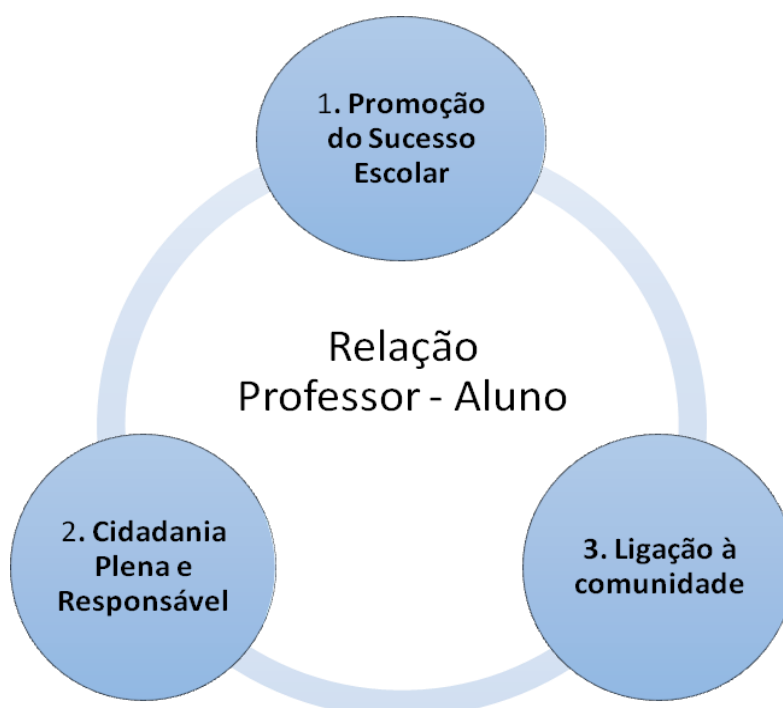 1. Promoção
do Sucesso
Escolar
Relação
Professor - Aluno
2. Cidadania
Plena e
Responsável
3. Ligação à
comunidade